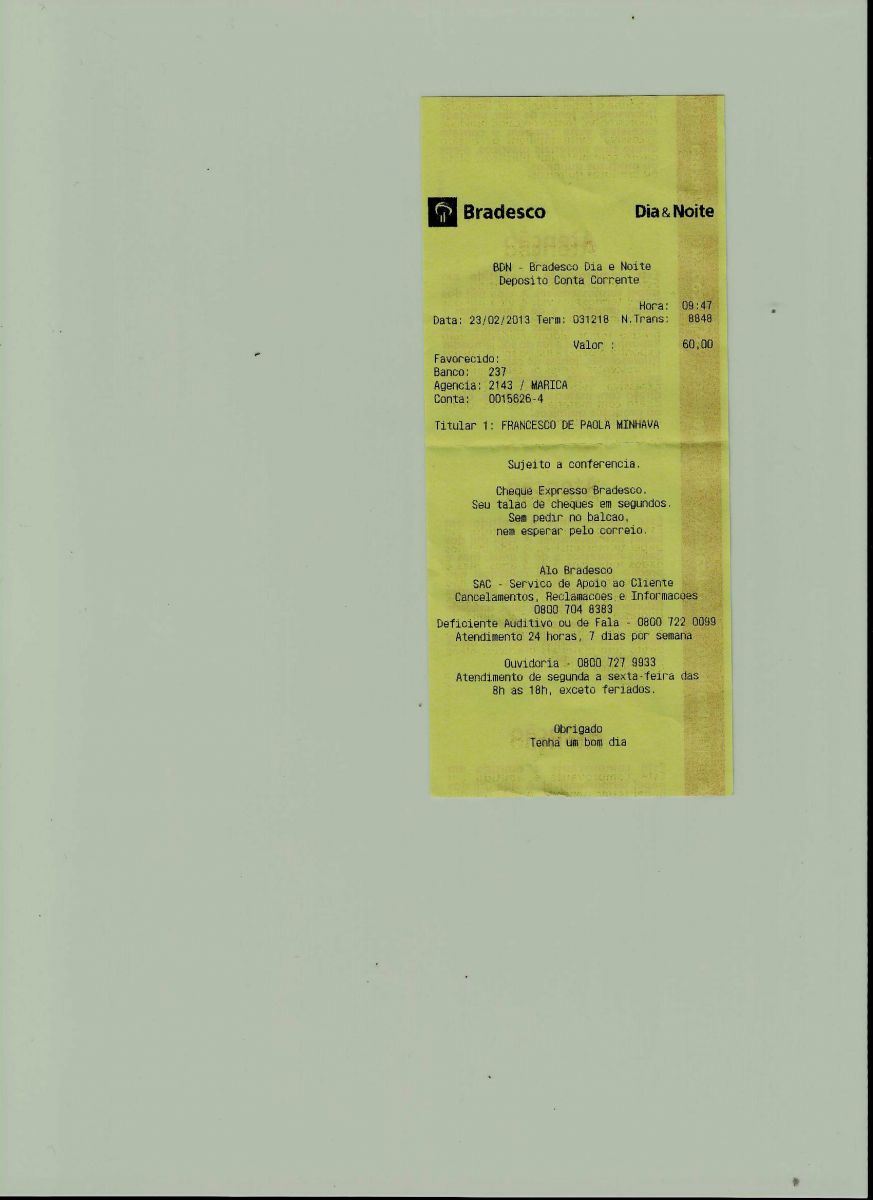 Bradesco Dia & Noite
BDN - Bradesco Dia e Noite
Deposito Conta Corrente
Hora: 09:47
Data: 23/02/2013 Term: 031218 N.Trans: 8848
Valor : 60,00
Favorecido:
Banco: 237
Agencia: 2143 / MARICA
Conta: 0015626-4
Titular 1: FRANCESCO DE PAOLA MINHAVA
Sujeito a conferencia.
Cheque Expresso Bradesco.
Seu talao de cheques em segundos.
Sem pedir no balcao,
nem esperar pelo correio.
Alo Bradesco
SAC - Servico de Apoio ao Cliente
Cancelamentos, Reclamacoes e Informacoes
0800 704 8383
Deficiente Auditivo ou de Fala - 0800 722 0099
Atendimento 24 horas, 7 dias por semana
Ouvidoria - 0800 727 9933
Atendimento de segunda a sexta-feira das
8h as 18h, exceto feriados.
Obrigado
Tenha um bom dia